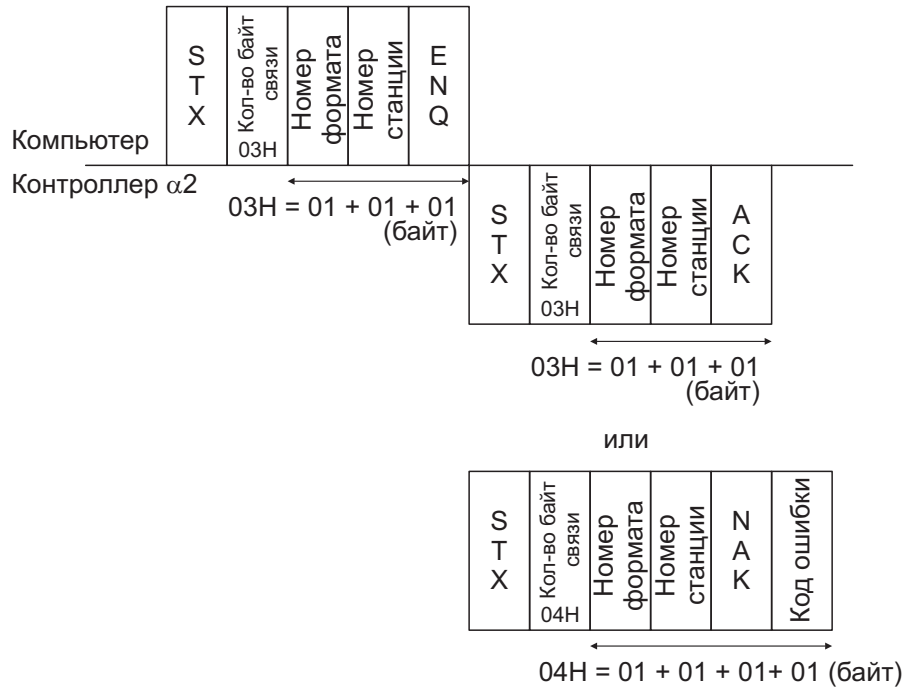 S
T
X
Кол-во байт
связи
03H
Номер
формата
Номер
станции
E
N
Q
Компьютер
Контроллер α2
03H = 01 + 01 + 01
(байт)
S
T
X
Кол-во байт
связи
03H
Номер
формата
Номер
станции
A
C
K
03H = 01 + 01 + 01
(байт)
или
S
T
X
Кол-во байт
связи
04H
Номер
формата
Номер
станции
N
A
K
Код ошибки
04H = 01 + 01 + 01+ 01 (байт)